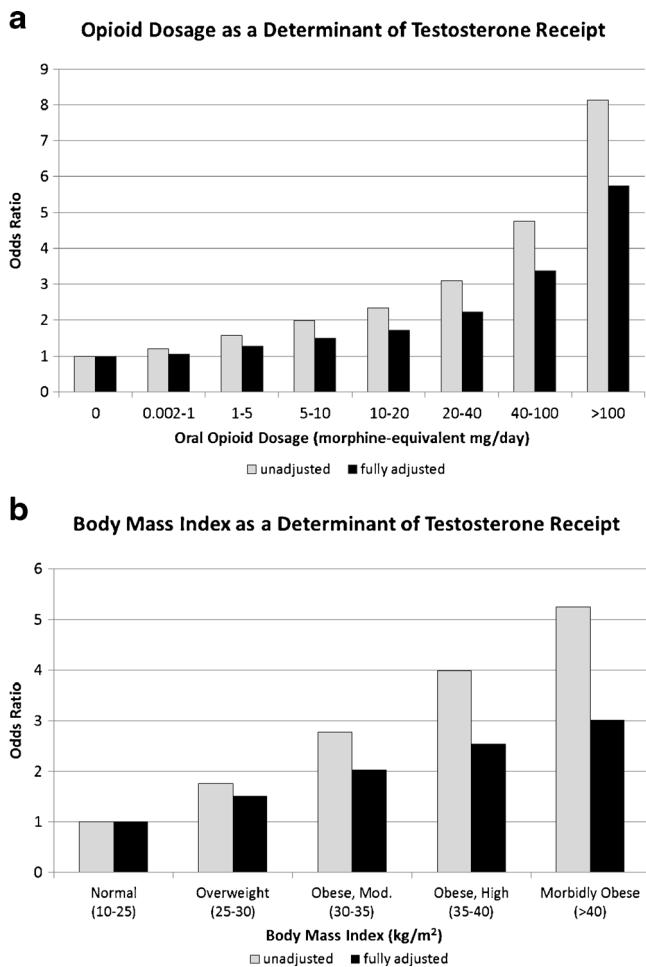 a
Opioid Dosage as a Determinant of Testosterone Receipt
9
8
7
6
5
4
3
2
1
0
Odds Ratio
0 0.002-1 1-5 5-10 10-20 20-40 40-100 >100
Oral Opioid Dosage (morphine-equivalent mg/day)
unadjusted fully adjusted
b
Body Mass Index as a Determinant of Testosterone Receipt
6
5
4
3
2
1
0
Odds Ratio
Normal Overweight Obese, Mod. Obese, High Morbidly Obese
(10-25) (25-30) (30-35) (35-40) (>40)
Body Mass Index (kg/m²)
unadjusted fully adjusted